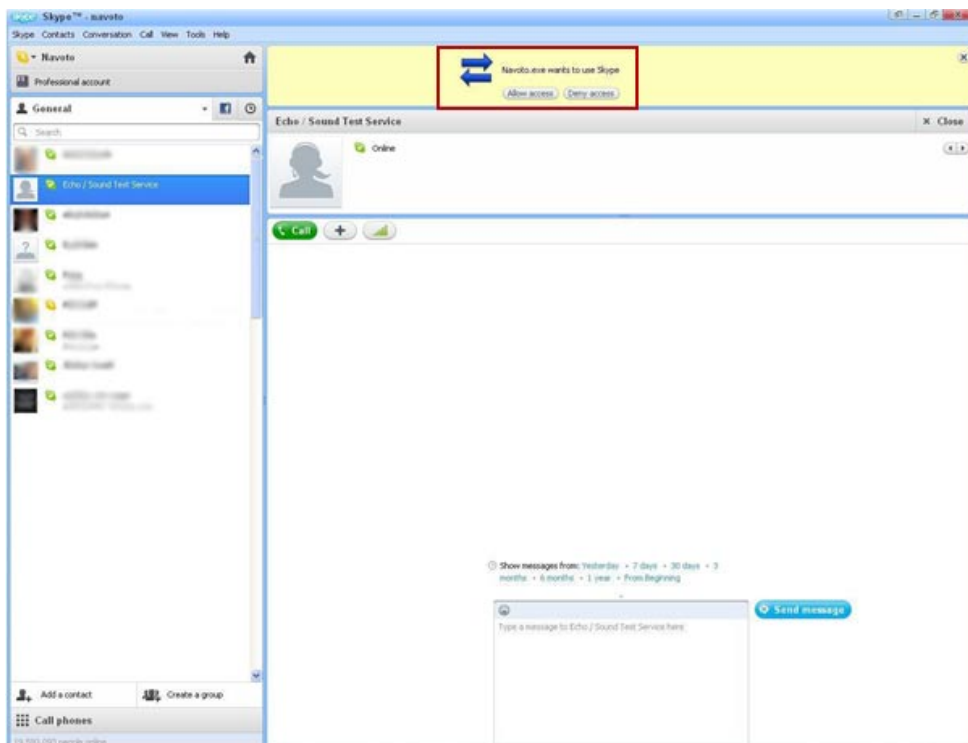 Skype™ - navoto
Skype Contacts Conversation Call View Tools Help
Navoto
Professional account
General
Search
Echo / Sound Test Service
Add a contact
Create a group
Call phones
Navoto.exe wants to use Skype
Allow access Deny access
Echo / Sound Test Service
Close
Online
Call
Show messages from: Yesterday • 7 days • 30 days • 3
months • 6 months • 1 year • From Beginning
Type a message to Echo / Sound Test Service here
Send message